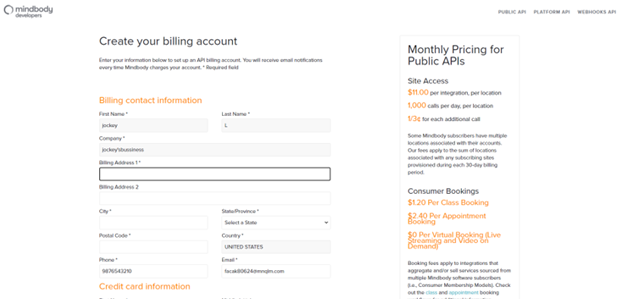 mindbody
developers
PUBLIC API PLATFORM API WEBHOOKS API
Create your billing account
Enter your information below to set up an API billing account. You will receive email notifications
every time Mindbody charges your account. * Required field
Billing contact information
First Name * Last Name *
jockey L
Company *
jockey'sbussiness
Billing Address 1 *
Billing Address 2
City * State/Province *
Select a State
Postal Code * Country *
UNITED STATES
Phone * Email *
9876543210 facak80624@mnqlm.com
Credit card information
Monthly Pricing for
Public APIs
Site Access
$11.00 per integration, per location
1,000 calls per day, per location
1/3¢ for each additional call
Some Mindbody subscribers have multiple
locations associated with their accounts.
Our fees apply to the sum of locations
associated with any subscribing sites
provisioned during each 30-day billing
period.
Consumer Bookings
$1.20 Per Class Booking
$2.40 Per Appointment
Booking
$0 Per Virtual Booking (Live
Streaming and Video on
Demand)
Booking fees apply to integrations that
aggregate and/or sell services sourced from
multiple Mindbody software subscribers
(i.e., Consumer Membership Models). Check
out the class and appointment booking